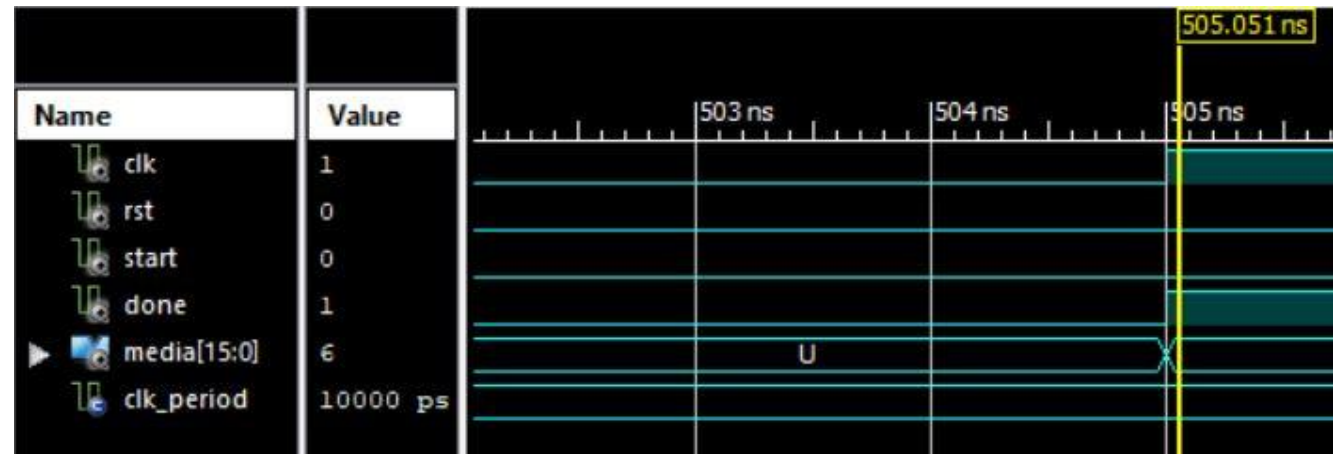 505.051 ns
Name Value 503 ns 504 ns 505 ns
clk 1
rst 0
start 0
done 1
media[15:0] 6 U
clk_period 10000 ps